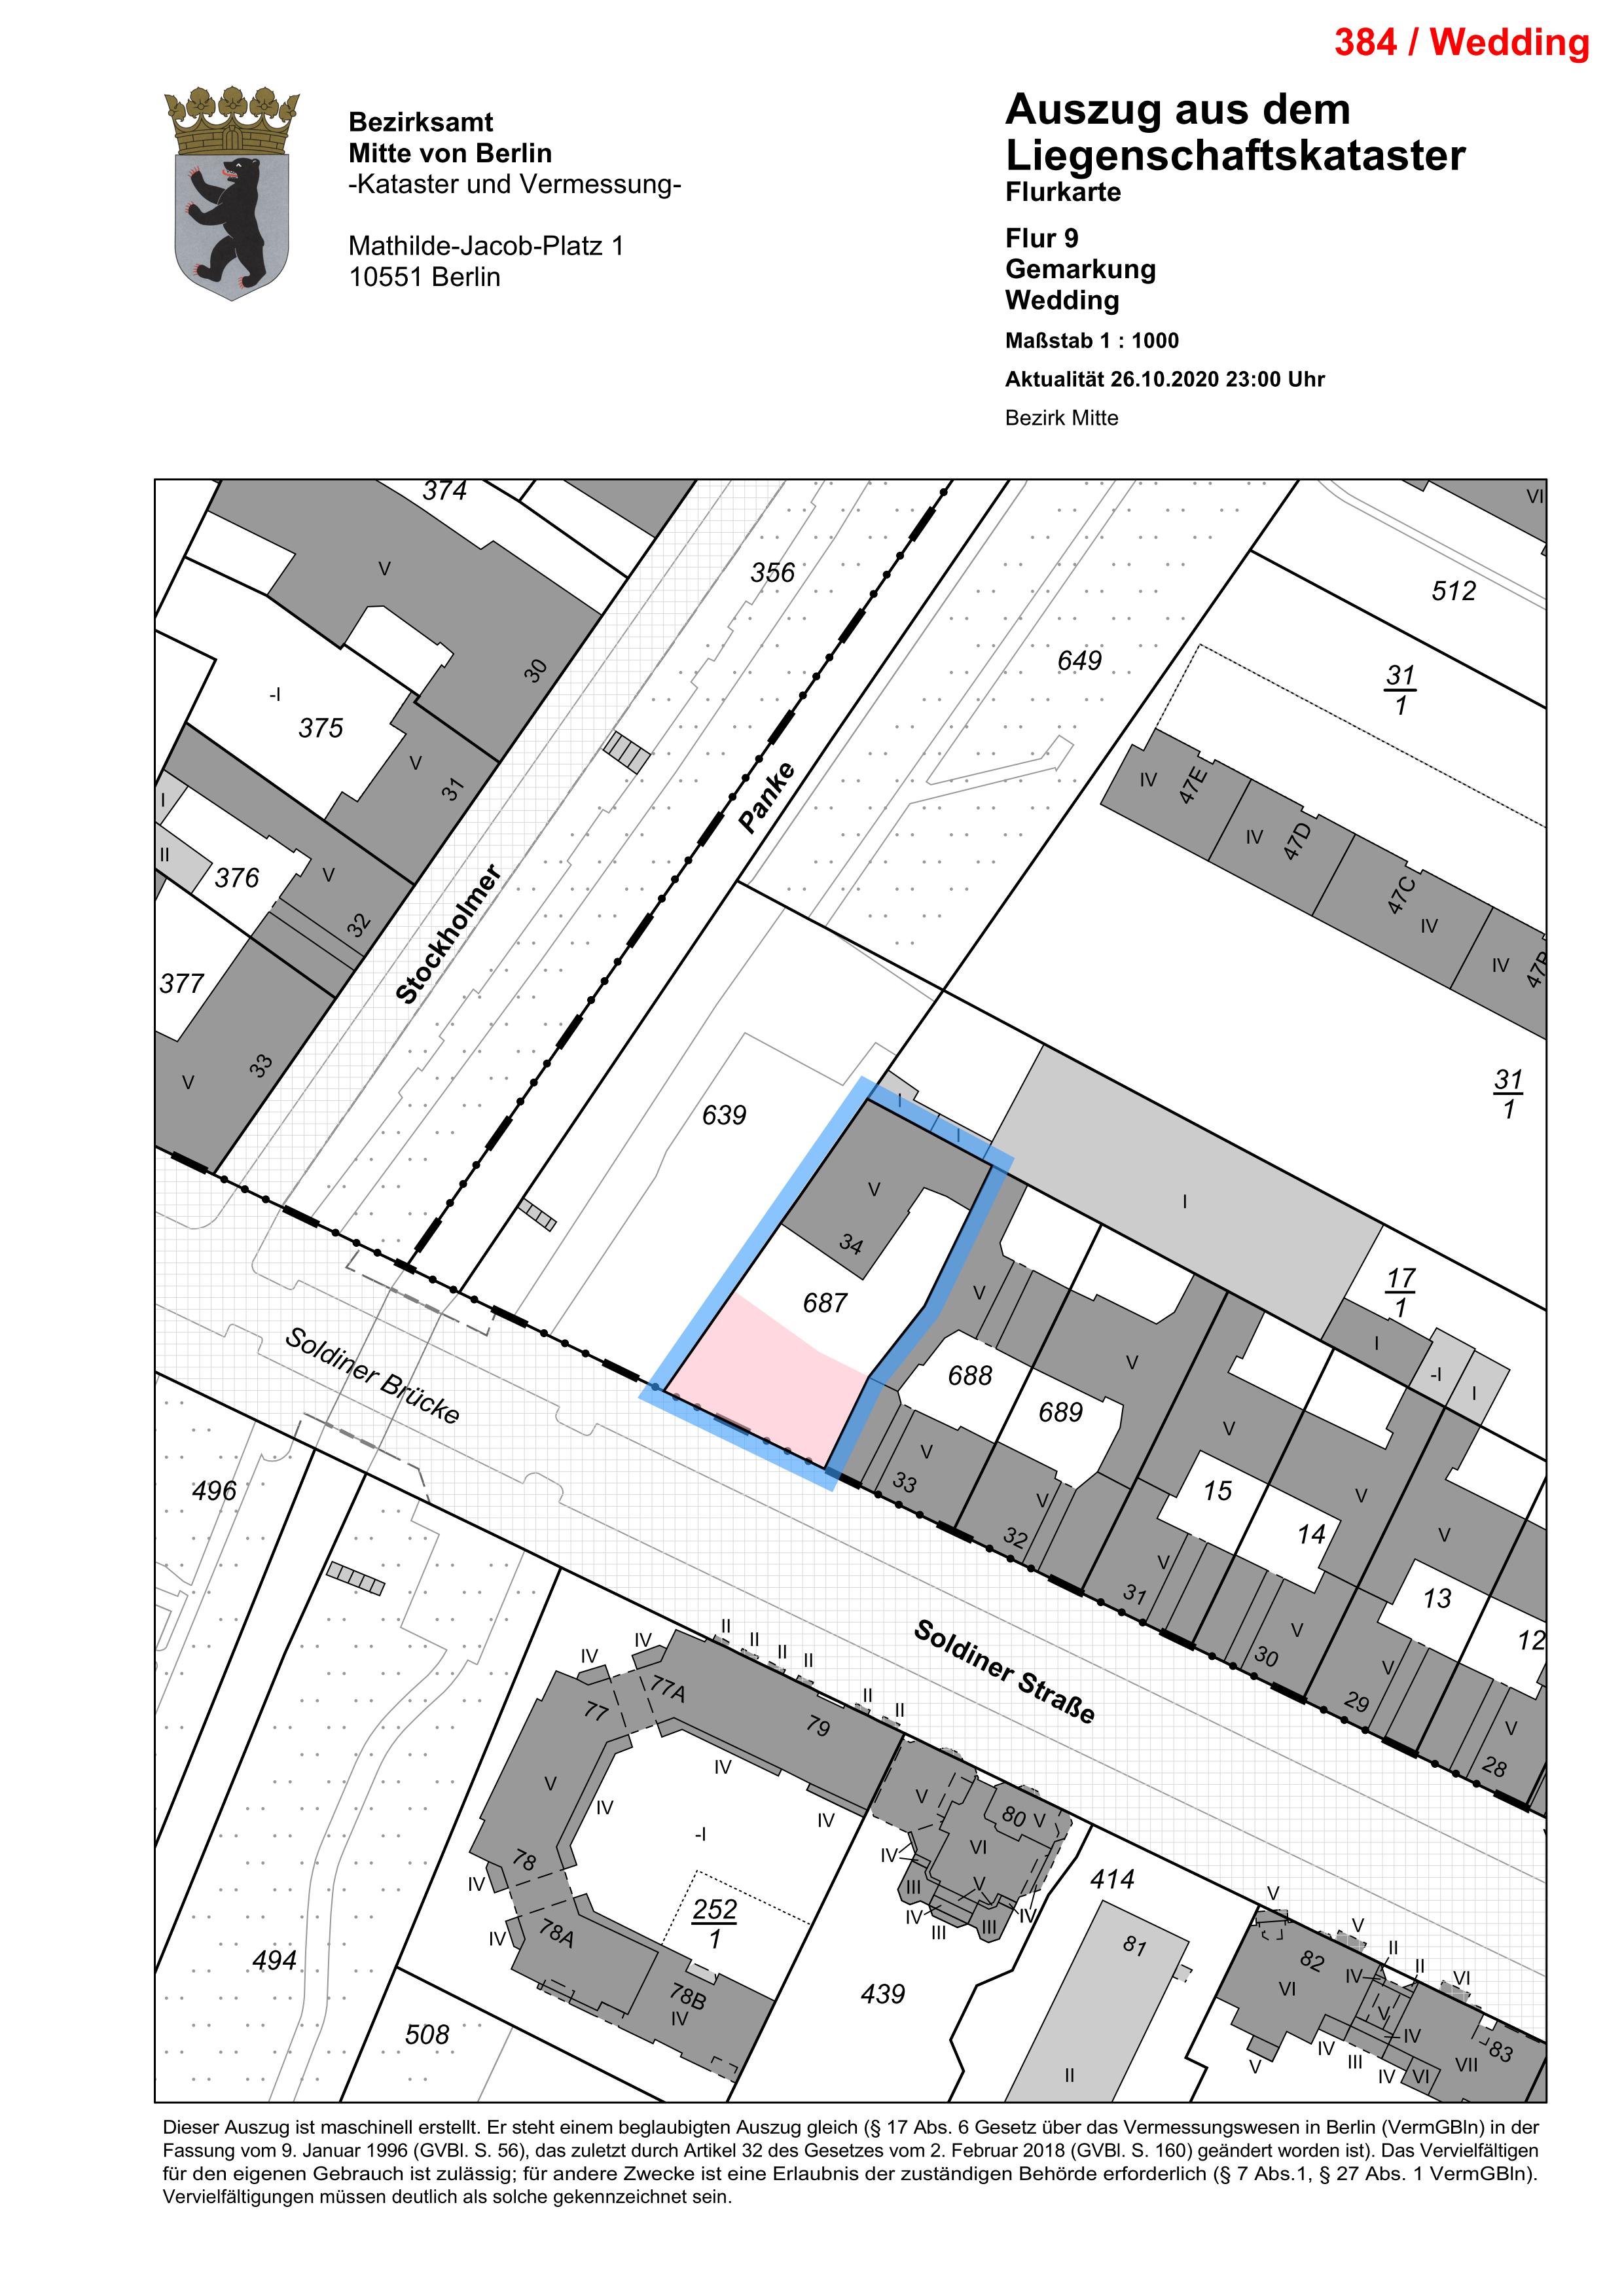 384 / Wedding
Bezirksamt
Mitte von Berlin
-Kataster und Vermessung-
Mathilde-Jacob-Platz 1
10551 Berlin
Auszug aus dem
Liegenschaftskataster
Flurkarte
Flur 9
Gemarkung
Wedding
Maßstab 1 : 1000
Aktualität 26.10.2020 23:00 Uhr
Bezirk Mitte
374
VI
V
356
512
649
30
31
1
-I
375
V
31
IV
47E
Panke
I
IV
47D
II
376
V
47C
IV
32
Stockholmer
IV
377
33
V
31
1
639
I
I
V
I
34
17
1
687
V
I
V
-I
I
688
689
Soldiner Brücke
V
V
33
V
32
15
V
14
V
496
V
31
13
V
30
12
V
29
V
28
Soldiner Straße
II
II
II
II
II
II
IV
IV
77A
77
79
V
IV
IV
IV
-I
V
80
V
VI
78
IV
IV
III
V
IV
III
III
IV
414
252
1
78A
IV
78B
IV
81
V
V
82
II
II
VI
IV
VI
V
IV
83
494
439
508
II
V
IV
III
IV
VI
VII
Dieser Auszug ist maschinell erstellt. Er steht einem beglaubigten Auszug gleich (§ 17 Abs. 6 Gesetz über das Vermessungswesen in Berlin (VermGBln) in der
Fassung vom 9. Januar 1996 (GVBl. S. 56), das zuletzt durch Artikel 32 des Gesetzes vom 2. Februar 2018 (GVBl. S. 160) geändert worden ist). Das Vervielfältigen
für den eigenen Gebrauch ist zulässig; für andere Zwecke ist eine Erlaubnis der zuständigen Behörde erforderlich (§ 7 Abs.1, § 27 Abs. 1 VermGBln).
Vervielfältigungen müssen deutlich als solche gekennzeichnet sein.